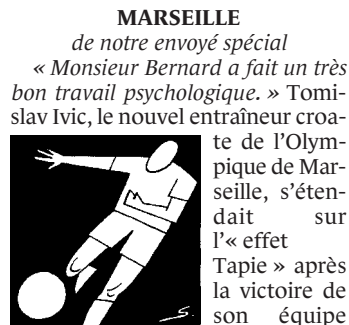 MARSEILLE
de notre envoyé spécial
« Monsieur Bernard a fait un très
bon travail psychologique. » Tomi-
slav Ivic, le nouvel entraîneur croa-
te de l'Olym-
pique de Mar-
seille, s'éten-
dait sur
l'« effet
Tapie » après
la victoire de
son équipe
S.